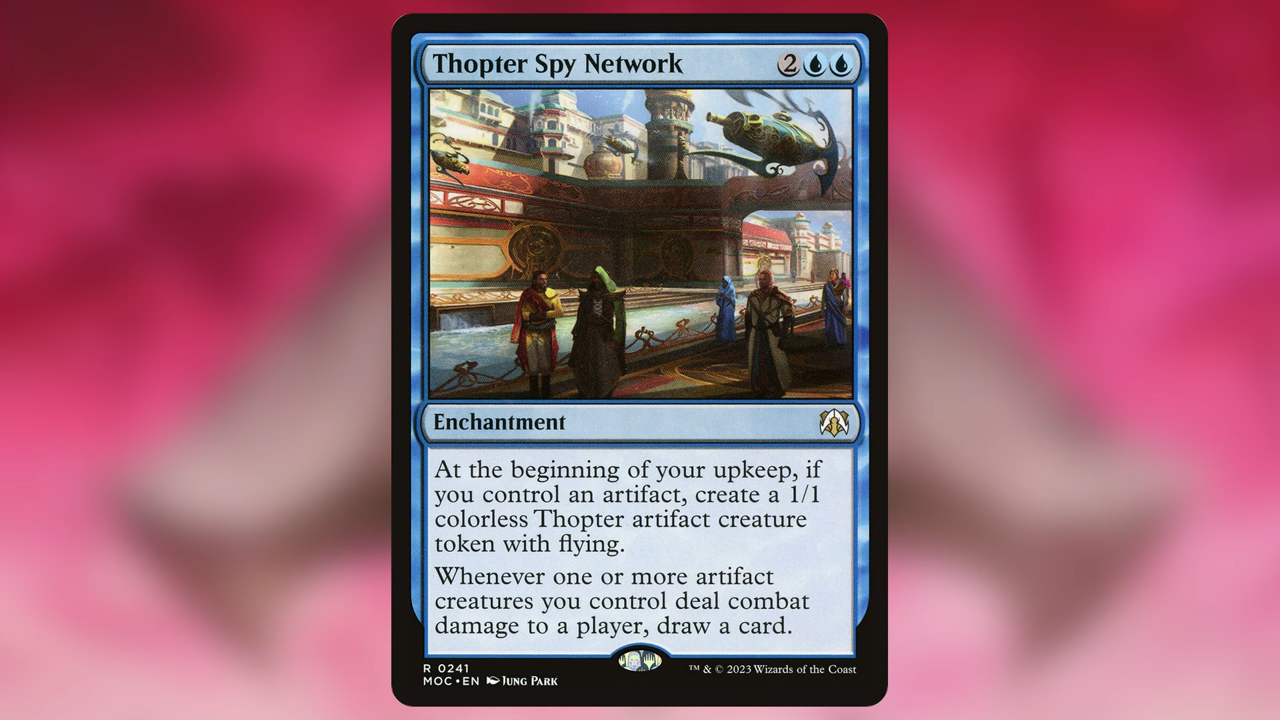 Thopter Spy Network 2
Enchantment
At the beginning of your upkeep, if
you control an artifact, create a 1/1
colorless Thopter artifact creature
token with flying.
Whenever one or more artifact
creatures you control deal combat
damage to a player, draw a card.
R 0241
MOC • EN Jung Park
™ & © 2023 Wizards of the Coast